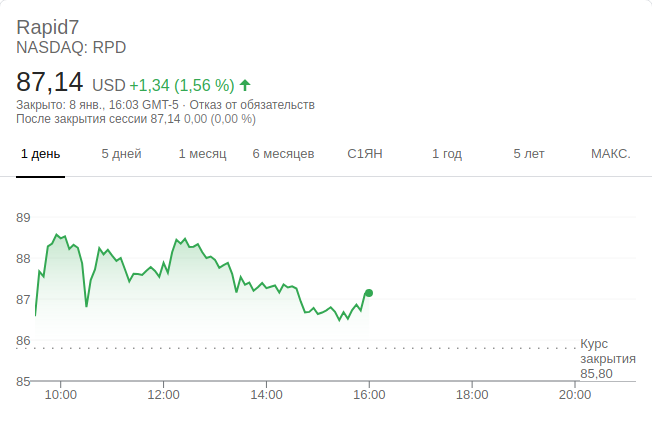 Rapid7
NASDAQ: RPD
87,14 USD +1,34 (1,56 %)
Закрыто: 8 янв., 16:03 GMT-5 · Отказ от обязательств
После закрытия сессии 87,14 0,00 (0,00 %)
1 день 5 дней 1 месяц 6 месяцев С1ЯН 1 год 5 лет МАКС.
89
88
87
86
Курс
закрытия
85,80
85
10:00 12:00 14:00 16:00 18:00 20:00